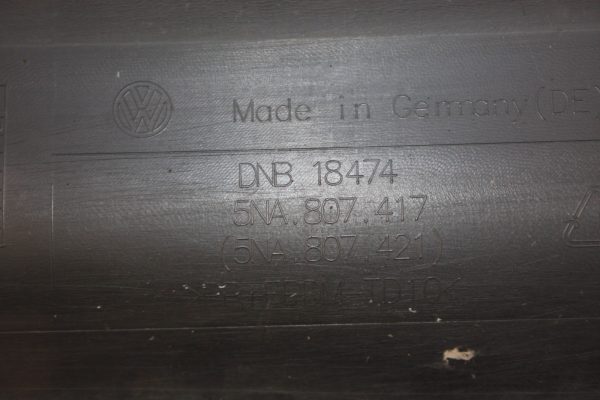 Made in Germany (DE)
DNB 18474
5NA.807.417
(5NA.807.421)